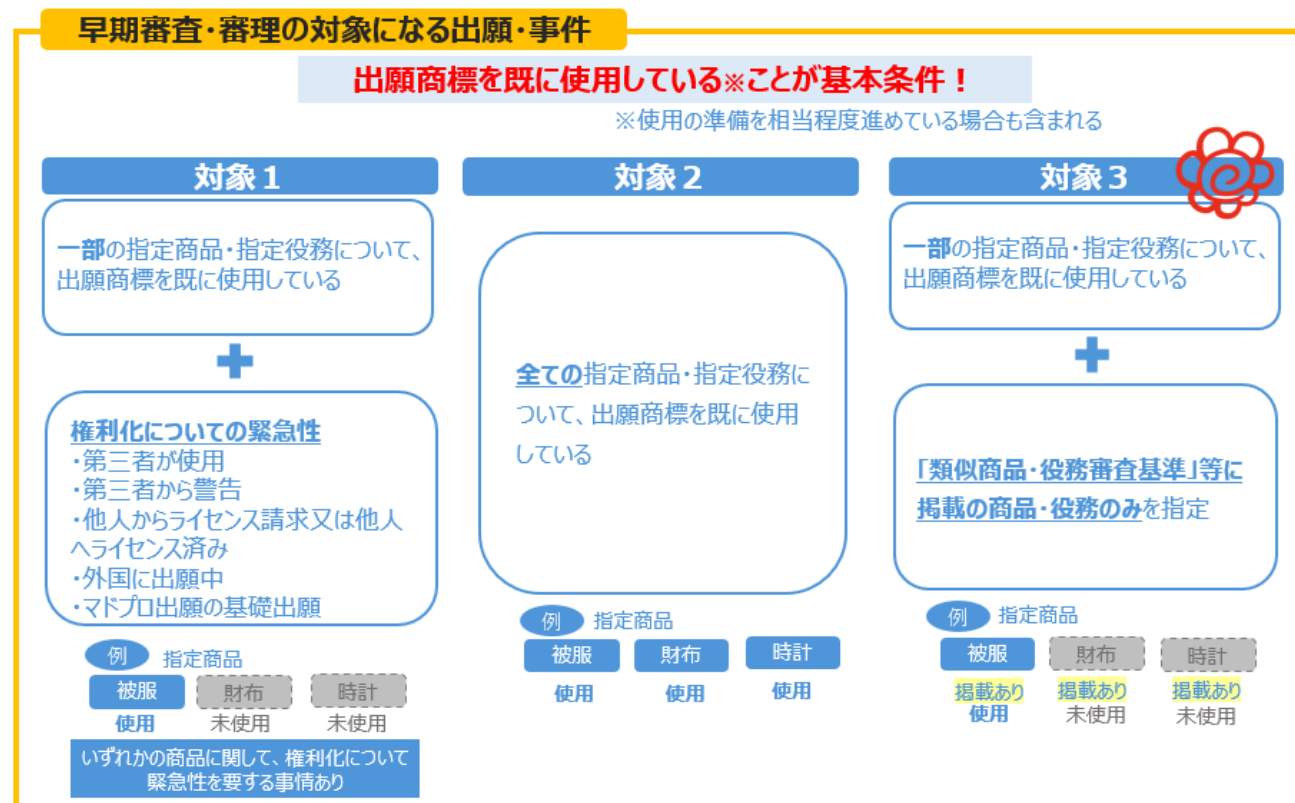 早期審査・審理の対象になる出願・事件
出願商標を既に使用している※ことが基本条件！
※使用の準備を相当程度進めている場合も含まれる
対象１
一部の指定商品・指定役務について、
出願商標を既に使用している
権利化についての緊急性
・第三者が使用
・第三者から警告
・他人からライセンス請求又は他人
へライセンス済み
・外国に出願中
・マドプロ出願の基礎出願
例 指定商品
被服 財布 時計
使用 未使用 未使用
いずれかの商品に関して、権利化について
緊急性を要する事情あり
対象２
全ての指定商品・指定役務に
ついて、出願商標を既に使用
している
例 指定商品
被服 財布 時計
使用 使用 使用
対象３
一部の指定商品・指定役務について、
出願商標を既に使用している
「類似商品・役務審査基準」等に
掲載の商品・役務のみを指定
例 指定商品
被服 財布 時計
掲載あり 掲載あり 掲載あり
使用 未使用 未使用